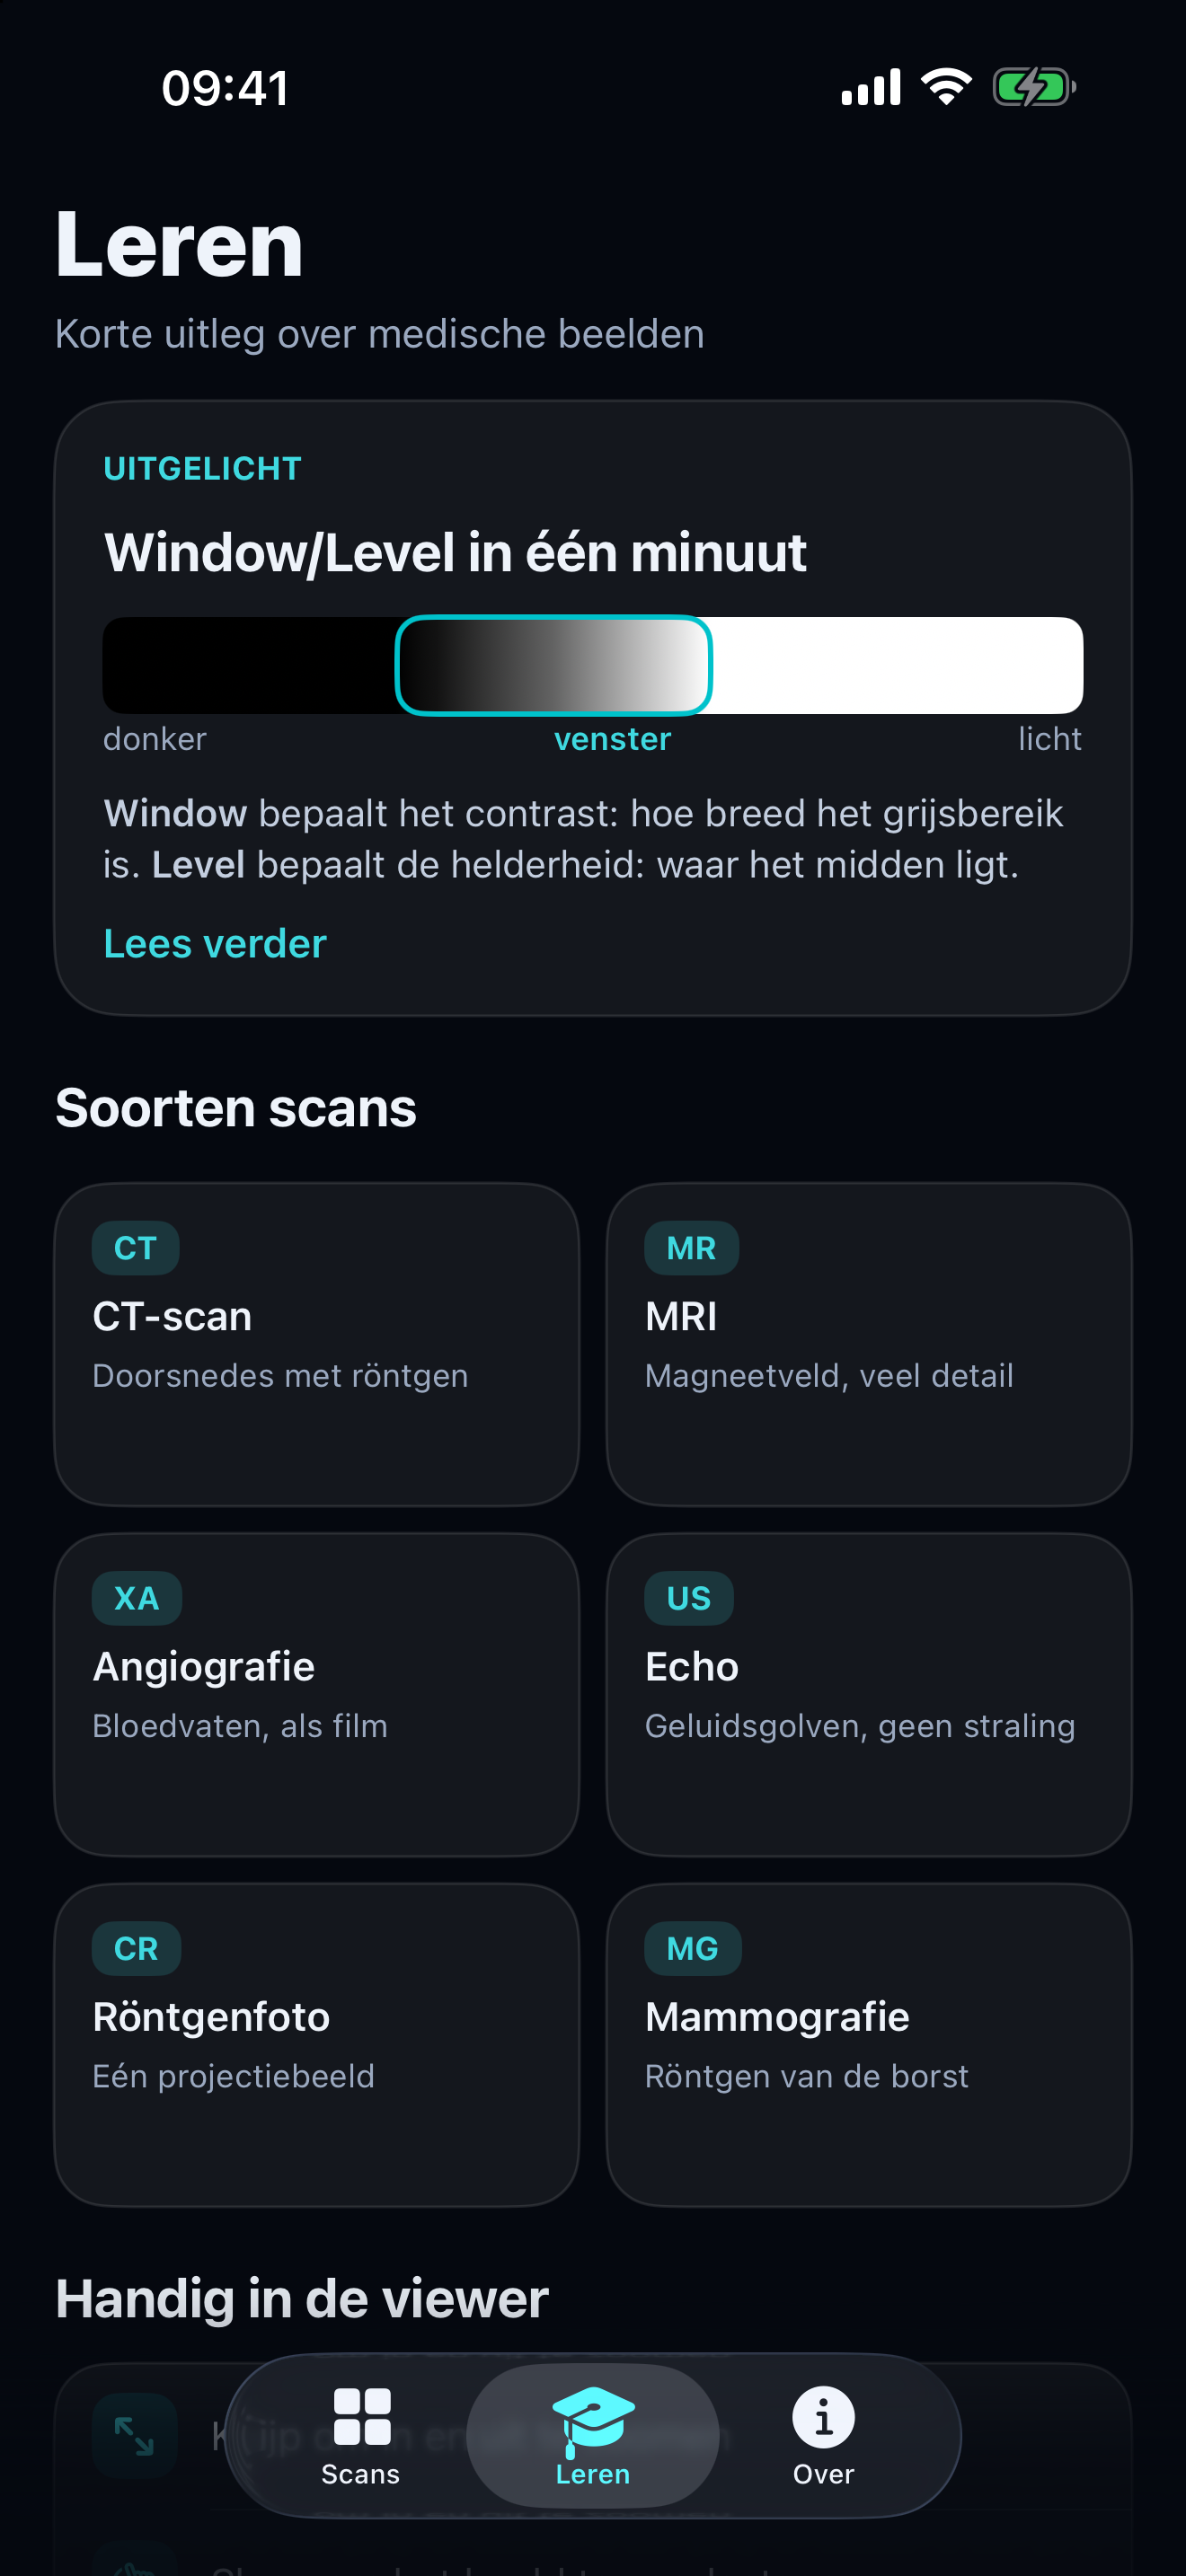 09:41
Leren
Korte uitleg over medische beelden
UITGELICHT
Window/Level in één minuut
donker venster licht
Window bepaalt het contrast: hoe breed het grijsbereik
is. Level bepaalt de helderheid: waar het midden ligt.
Lees verder
Soorten scans
CT
CT-scan
Doorsnedes met röntgen
MR
MRI
Magneetveld, veel detail
XA
Angiografie
Bloedvaten, als film
US
Echo
Geluidsgolven, geen straling
CR
Röntgenfoto
Eén projectiebeeld
MG
Mammografie
Röntgen van de borst
Handig in de viewer
Scans
Leren
Over